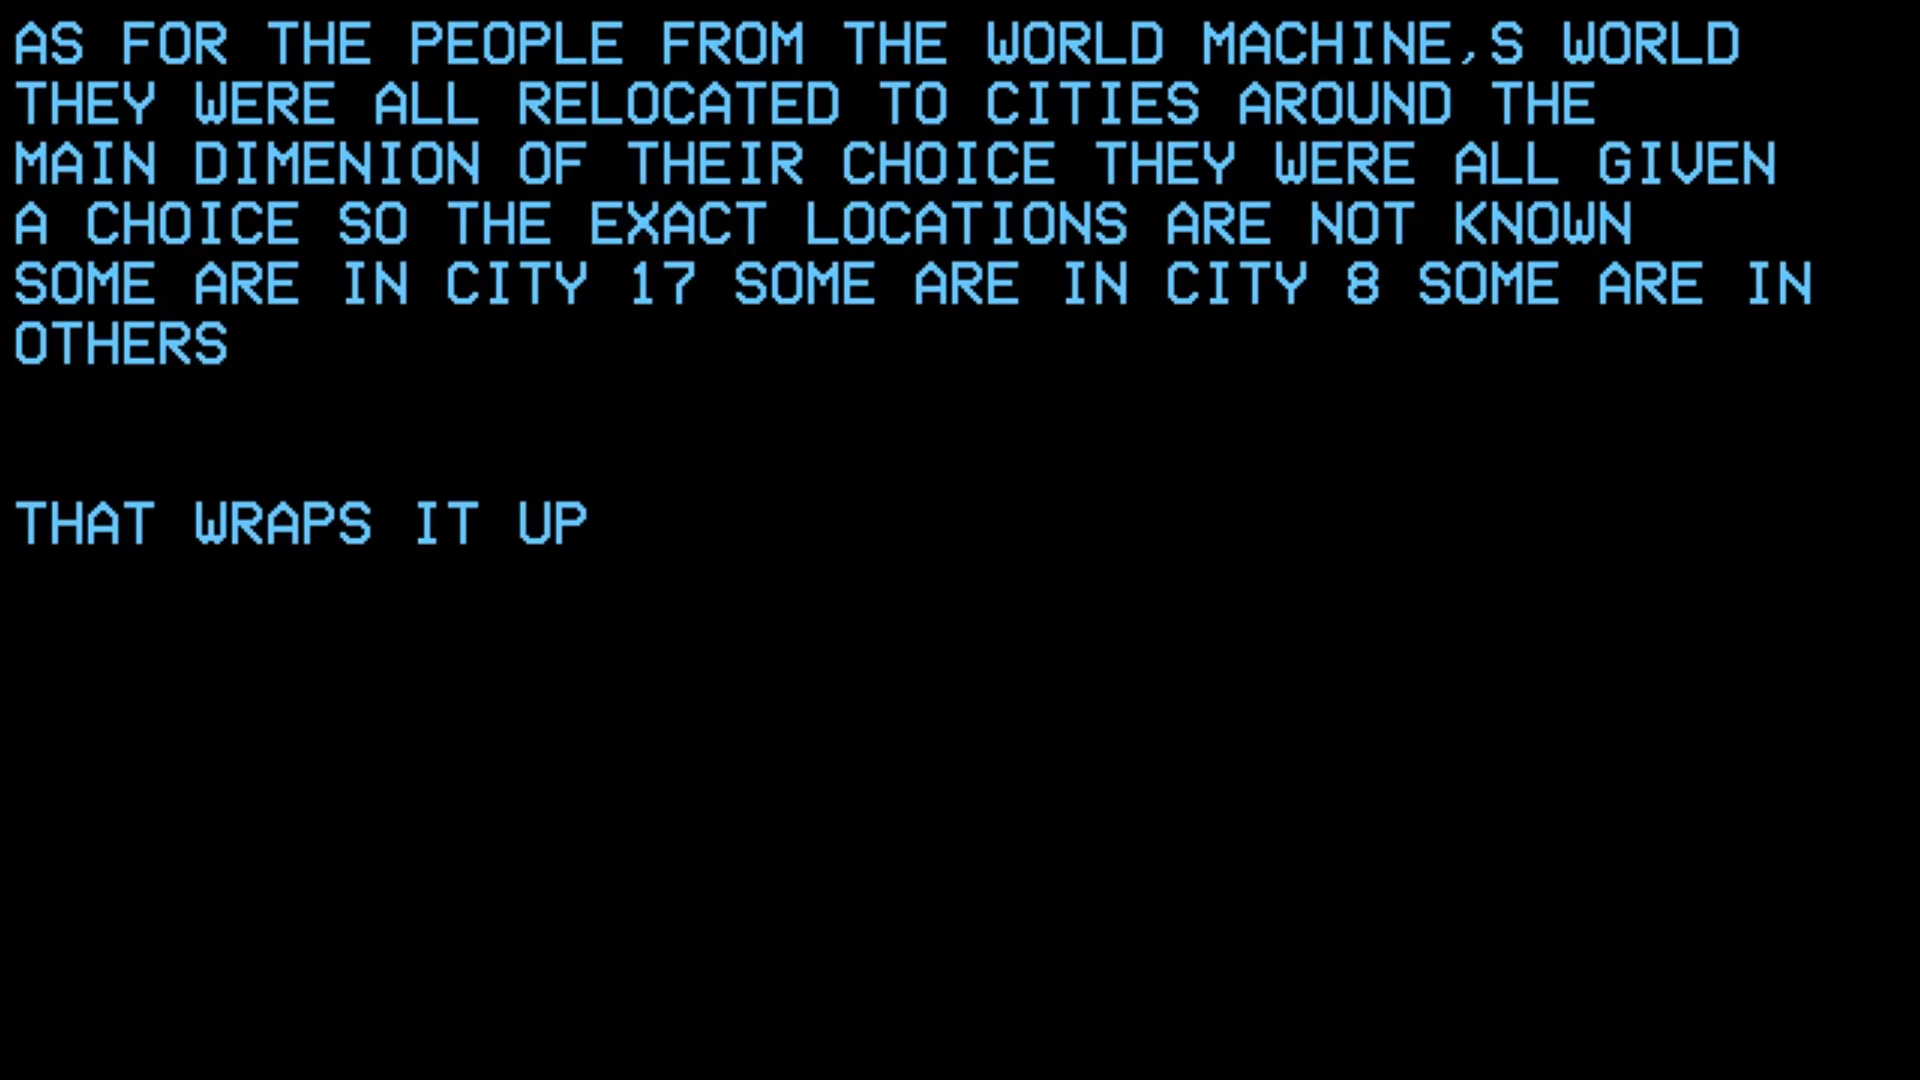 AS FOR THE PEOPLE FROM THE WORLD MACHINE,S WORLD
THEY WERE ALL RELOCATED TO CITIES AROUND THE
MAIN DIMENION OF THEIR CHOICE THEY WERE ALL GIVEN
A CHOICE SO THE EXACT LOCATIONS ARE NOT KNOWN
SOME ARE IN CITY 17 SOME ARE IN CITY 8 SOME ARE IN
OTHERS
THAT WRAPS IT UP